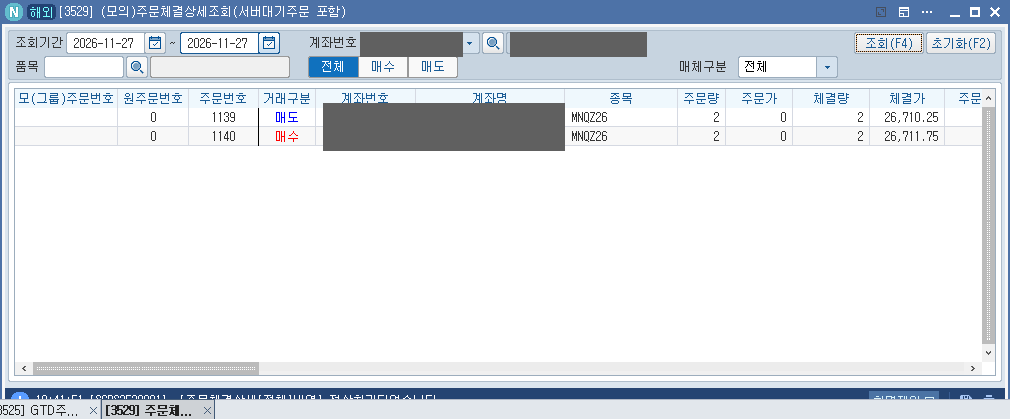 N 해외 [3529] (모의)주문체결상세조회(서버대기주문 포함)
조회기간 2026-11-27 ~ 2026-11-27 계좌번호 조회(F4) 초기화(F2)
품목 전체 매수 매도 매체구분 전체
모(그룹)주문번호 원주문번호 주문번호 거래구분 계좌번호 계좌명 종목 주문량 주문가 체결량 체결가 주문
0 1139 매도 MNQZ26 2 0 2 26,710.25
0 1140 매수 MNQZ26 2 0 2 26,711.75
3525] GTD주... × [3529] 주문체... ×